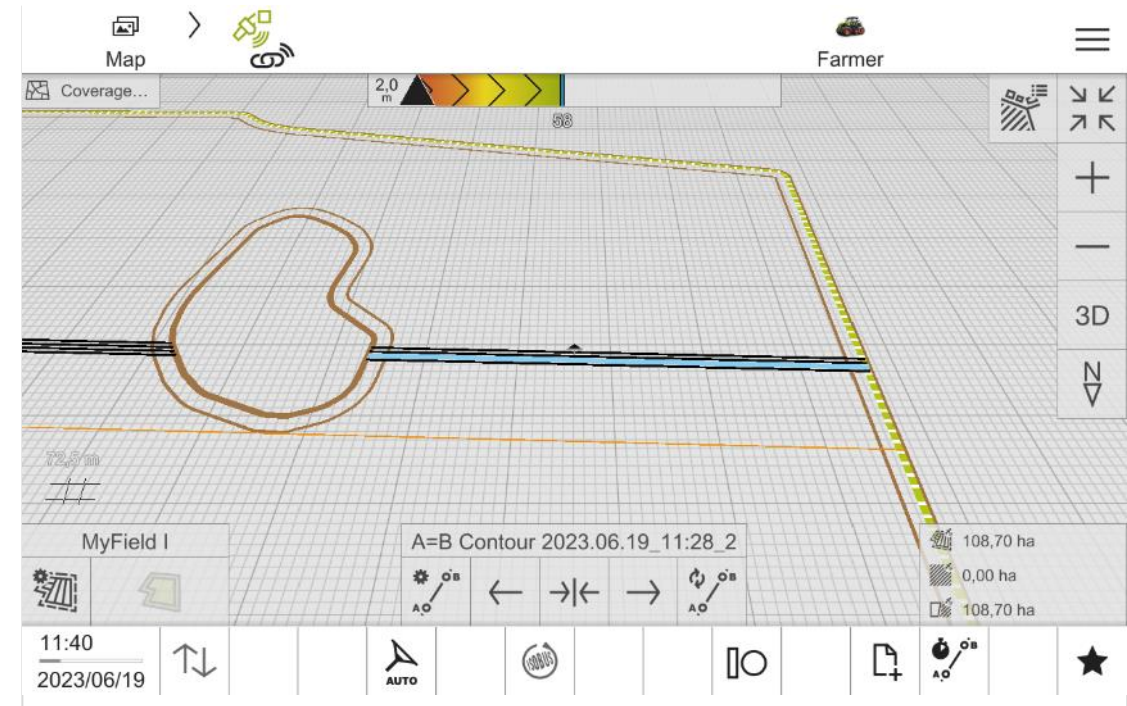 Map
Farmer
Coverage...
2,0
m
58
3D
N
72,5 m
MyField I
A=B Contour 2023.06.19_11:28_2
A B
A B
108,70 ha
0,00 ha
108,70 ha
11:40
2023/06/19
AUTO
ISOBUS
A B